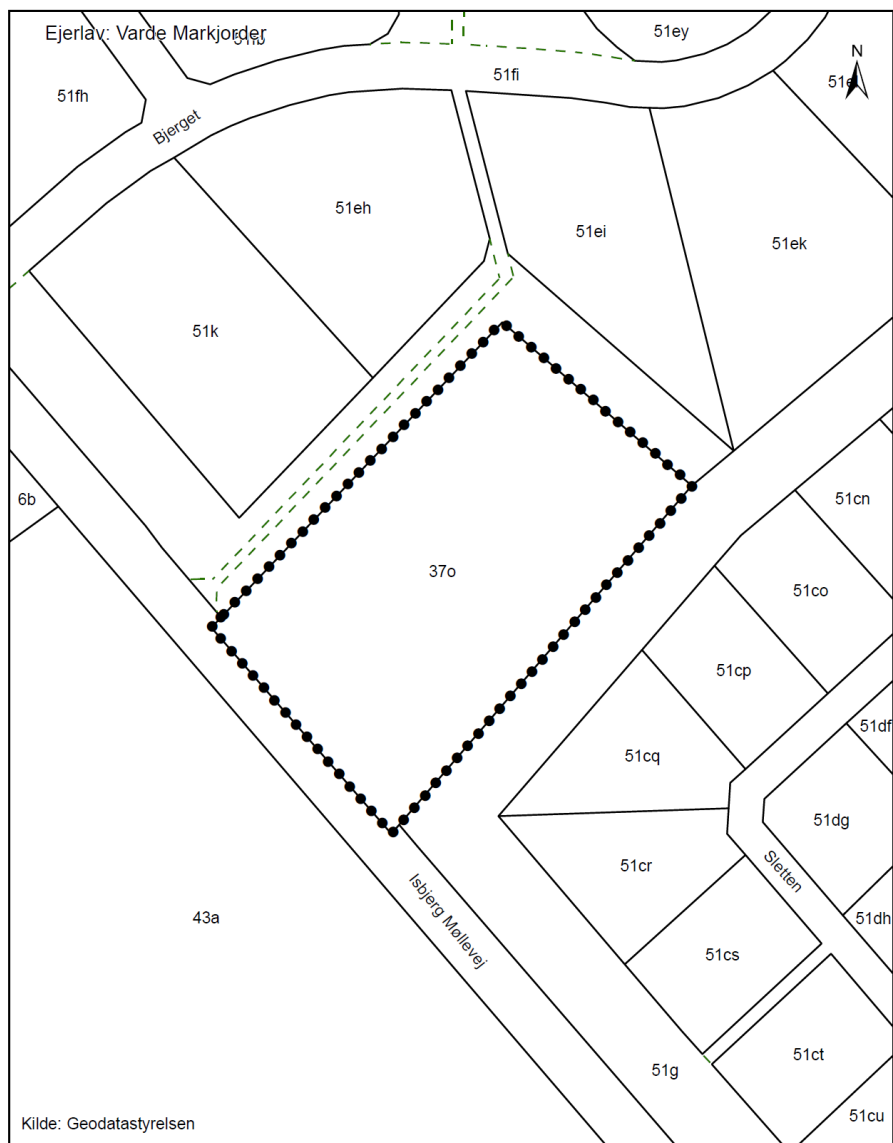 Ejerlav: Varde Markjorder
51ey
N
51fi
51fh
Bjerget
51eh
51ei
51ek
51k
6b
51cn
37o
51co
51cp
51df
51cq
51dg
51cr
Sletten
43a
51dh
Isbjerg Møllevej
51cs
51ct
51g
51cu
Kilde: Geodatastyrelsen